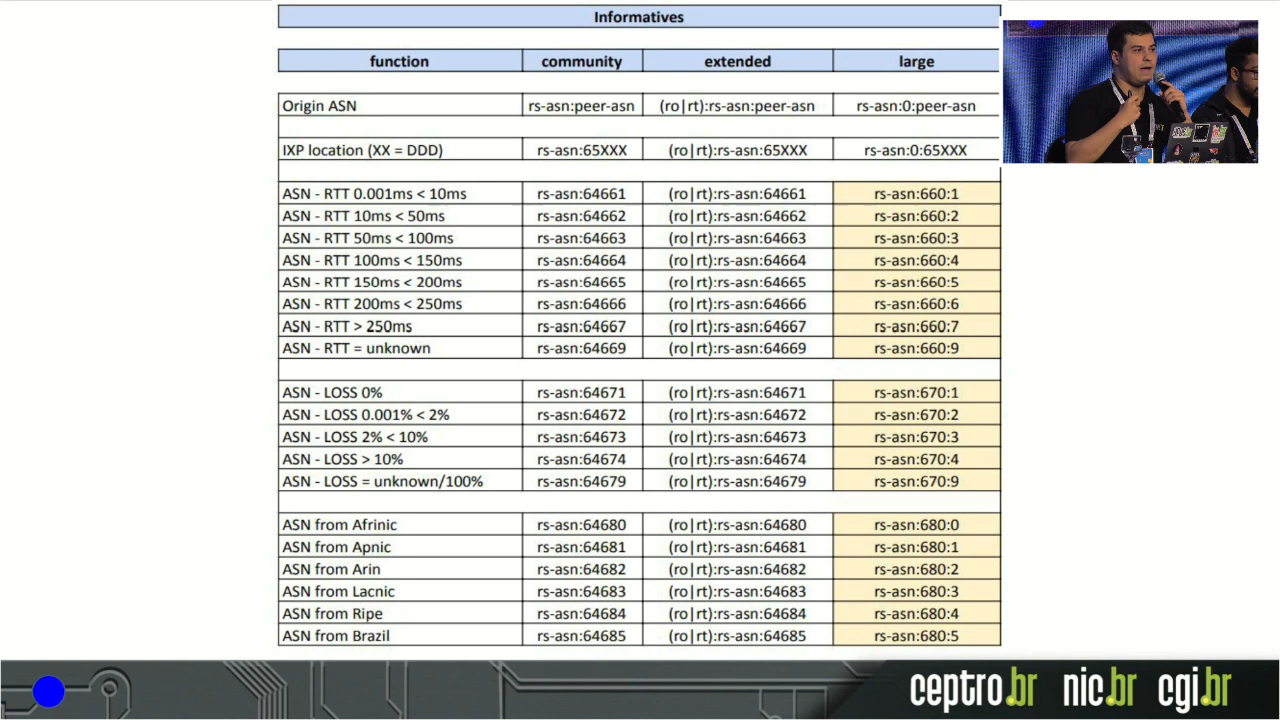 Informatives
function community extended large
Origin ASN rs-asn:peer-asn (ro|rt):rs-asn:peer-asn rs-asn:0:peer-asn
IXP location (XX = DDD) rs-asn:65XXX (ro|rt):rs-asn:65XXX rs-asn:0:65XXX
ASN - RTT 0.001ms < 10ms rs-asn:64661 (ro|rt):rs-asn:64661 rs-asn:660:1
ASN - RTT 10ms < 50ms rs-asn:64662 (ro|rt):rs-asn:64662 rs-asn:660:2
ASN - RTT 50ms < 100ms rs-asn:64663 (ro|rt):rs-asn:64663 rs-asn:660:3
ASN - RTT 100ms < 150ms rs-asn:64664 (ro|rt):rs-asn:64664 rs-asn:660:4
ASN - RTT 150ms < 200ms rs-asn:64665 (ro|rt):rs-asn:64665 rs-asn:660:5
ASN - RTT 200ms < 250ms rs-asn:64666 (ro|rt):rs-asn:64666 rs-asn:660:6
ASN - RTT > 250ms rs-asn:64667 (ro|rt):rs-asn:64667 rs-asn:660:7
ASN - RTT = unknown rs-asn:64669 (ro|rt):rs-asn:64669 rs-asn:660:9
ASN - LOSS 0% rs-asn:64671 (ro|rt):rs-asn:64671 rs-asn:670:1
ASN - LOSS 0.001% < 2% rs-asn:64672 (ro|rt):rs-asn:64672 rs-asn:670:2
ASN - LOSS 2% < 10% rs-asn:64673 (ro|rt):rs-asn:64673 rs-asn:670:3
ASN - LOSS > 10% rs-asn:64674 (ro|rt):rs-asn:64674 rs-asn:670:4
ASN - LOSS = unknown/100% rs-asn:64679 (ro|rt):rs-asn:64679 rs-asn:670:9
ASN from Afrinic rs-asn:64680 (ro|rt):rs-asn:64680 rs-asn:680:0
ASN from Apnic rs-asn:64681 (ro|rt):rs-asn:64681 rs-asn:680:1
ASN from Arin rs-asn:64682 (ro|rt):rs-asn:64682 rs-asn:680:2
ASN from Lacnic rs-asn:64683 (ro|rt):rs-asn:64683 rs-asn:680:3
ASN from Ripe rs-asn:64684 (ro|rt):rs-asn:64684 rs-asn:680:4
ASN from Brazil rs-asn:64685 (ro|rt):rs-asn:64685 rs-asn:680:5
ceptro.br nic.br cgi.br